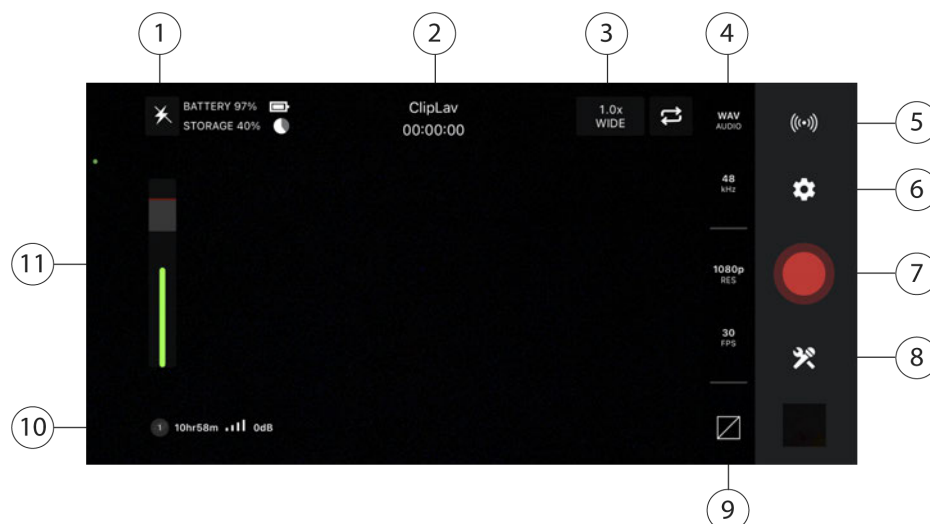 1
2
3
4
BATTERY 97%
STORAGE 40%
ClipLav
00:00:00
1.0x
WIDE
WAV
AUDIO
5
48
kHz
6
11
1080p
RES
7
30
FPS
8
10
1 10hr58m 0dB
9